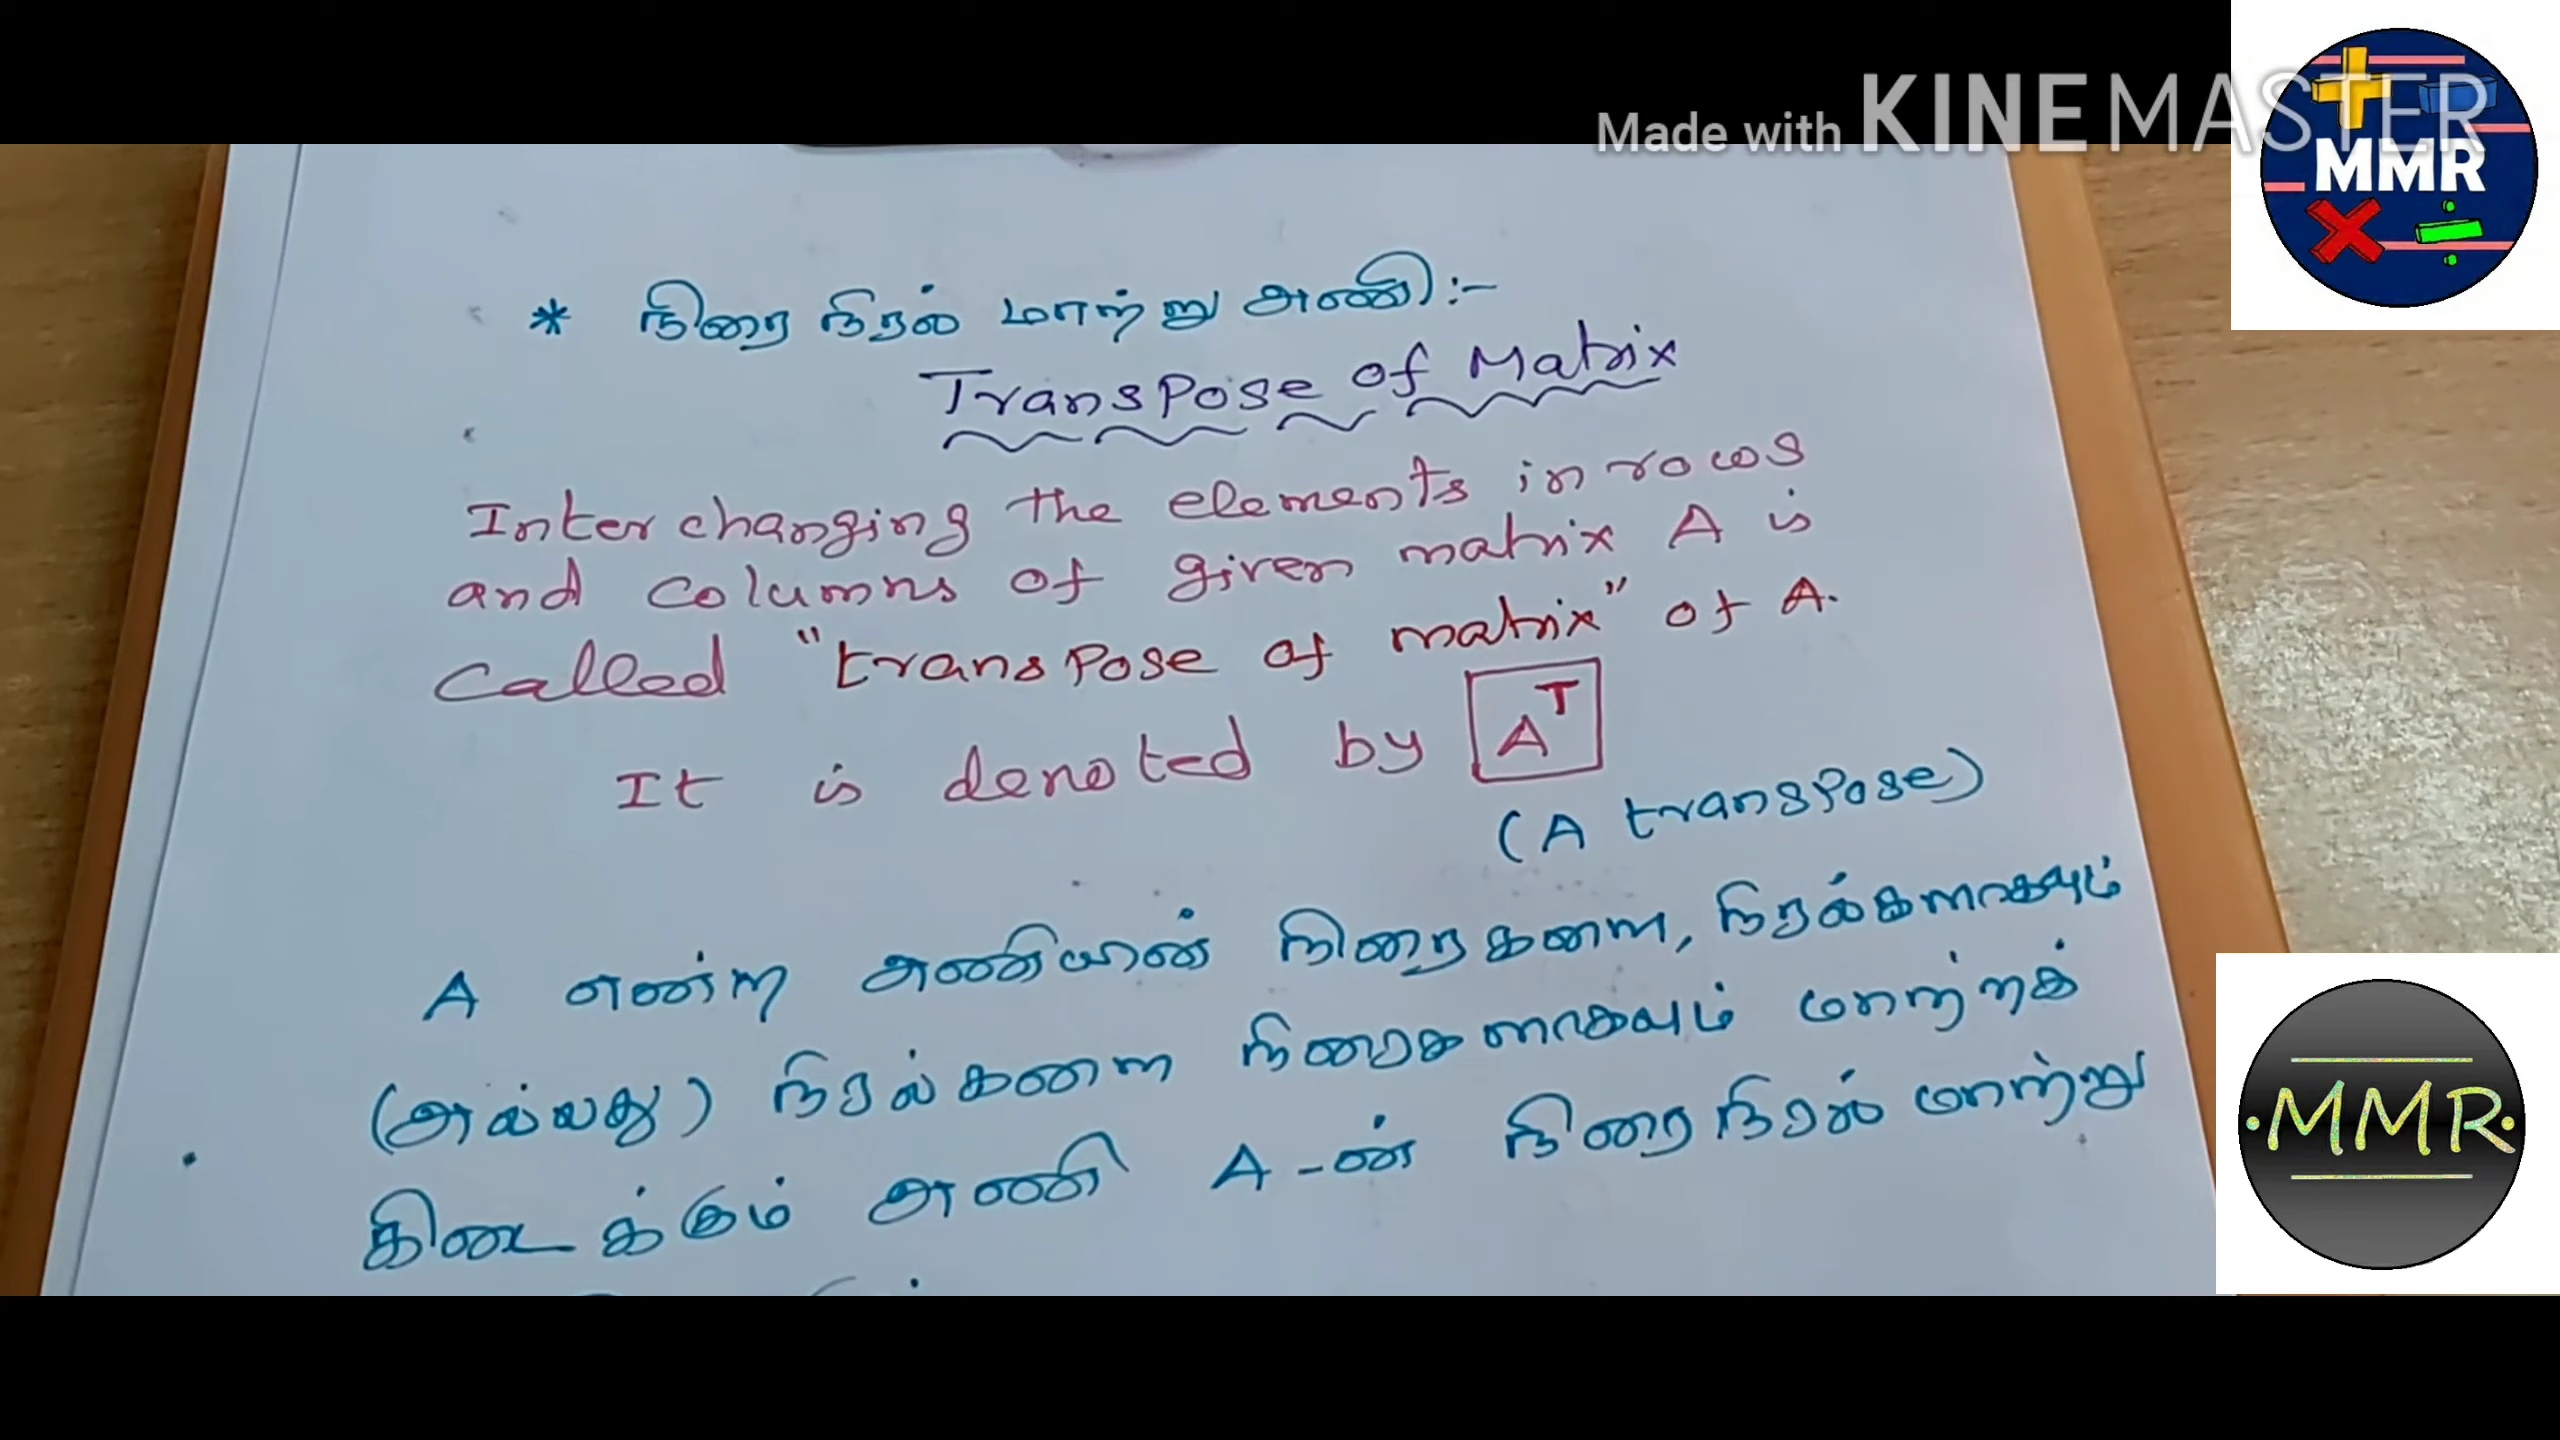 Made with KINEMASTER
MMR
* நிரை நிரல் மாற்று அணி:-
Transpose of Matrix
Interchanging the elements in rows
and columns of given matrix A is
called "transpose of matrix" of A.
It is denoted by A^T
(A transpose)
A என்ற அணியின் நிரைகளை, நிரல்களாகவும்
(அல்லது) நிரல்களை நிரைகளாகவும் மாற்றக்
கிடைக்கும் அணி A-ன் நிரை நிரல் மாற்று
MMR